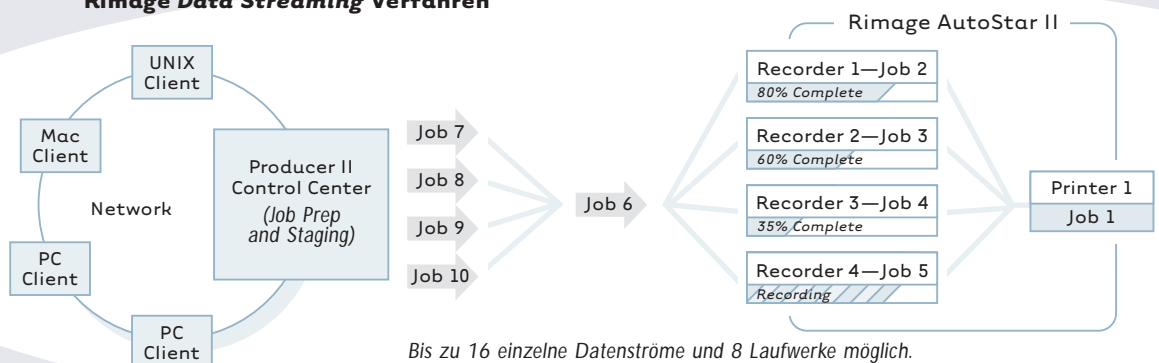 Rimage Data Streaming Verfahren
UNIX
Client
Mac
Client
Network
PC
Client
PC
Client
Producer II
Control Center
(Job Prep
and Staging)
Job 7
Job 8
Job 9
Job 10
Job 6
Rimage AutoStar II
Recorder 1—Job 2
80% Complete
Recorder 2—Job 3
60% Complete
Recorder 3—Job 4
35% Complete
Recorder 4—Job 5
Recording
Printer 1
Job 1
Bis zu 16 einzelne Datenströme und 8 Laufwerke möglich.